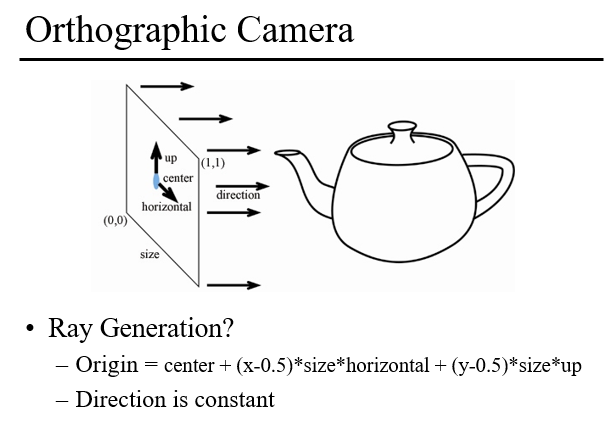 Orthographic Camera
up
(1,1)
center
direction
horizontal
(0,0)
size
• Ray Generation?
– Origin = center + (x-0.5)*size*horizontal + (y-0.5)*size*up
– Direction is constant